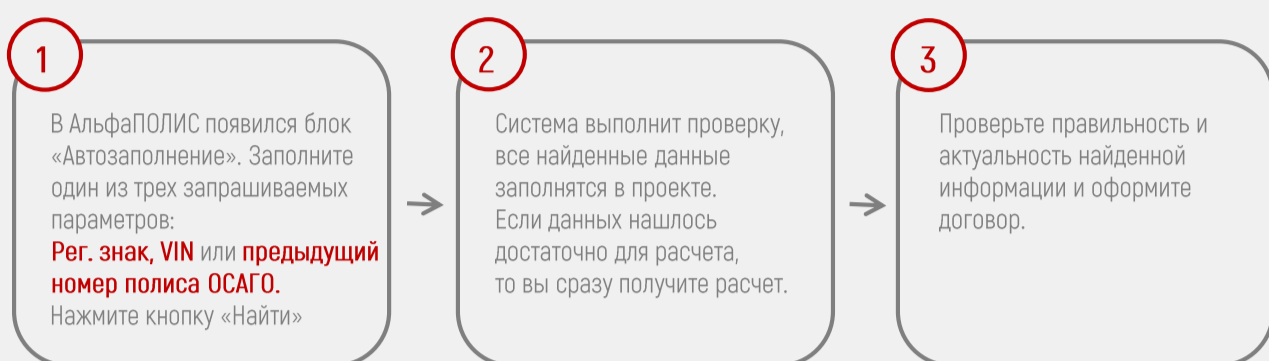 1
В АльфаПОЛИС появился блок
«Автозаполнение». Заполните
один из трех запрашиваемых
параметров:
Рег. знак, VIN или предыдущий
номер полиса ОСАГО.
Нажмите кнопку «Найти»
2
Система выполнит проверку,
все найденные данные
заполнятся в проекте.
Если данных нашлось
достаточно для расчета,
то вы сразу получите расчет.
3
Проверьте правильность и
актуальность найденной
информации и оформите
договор.